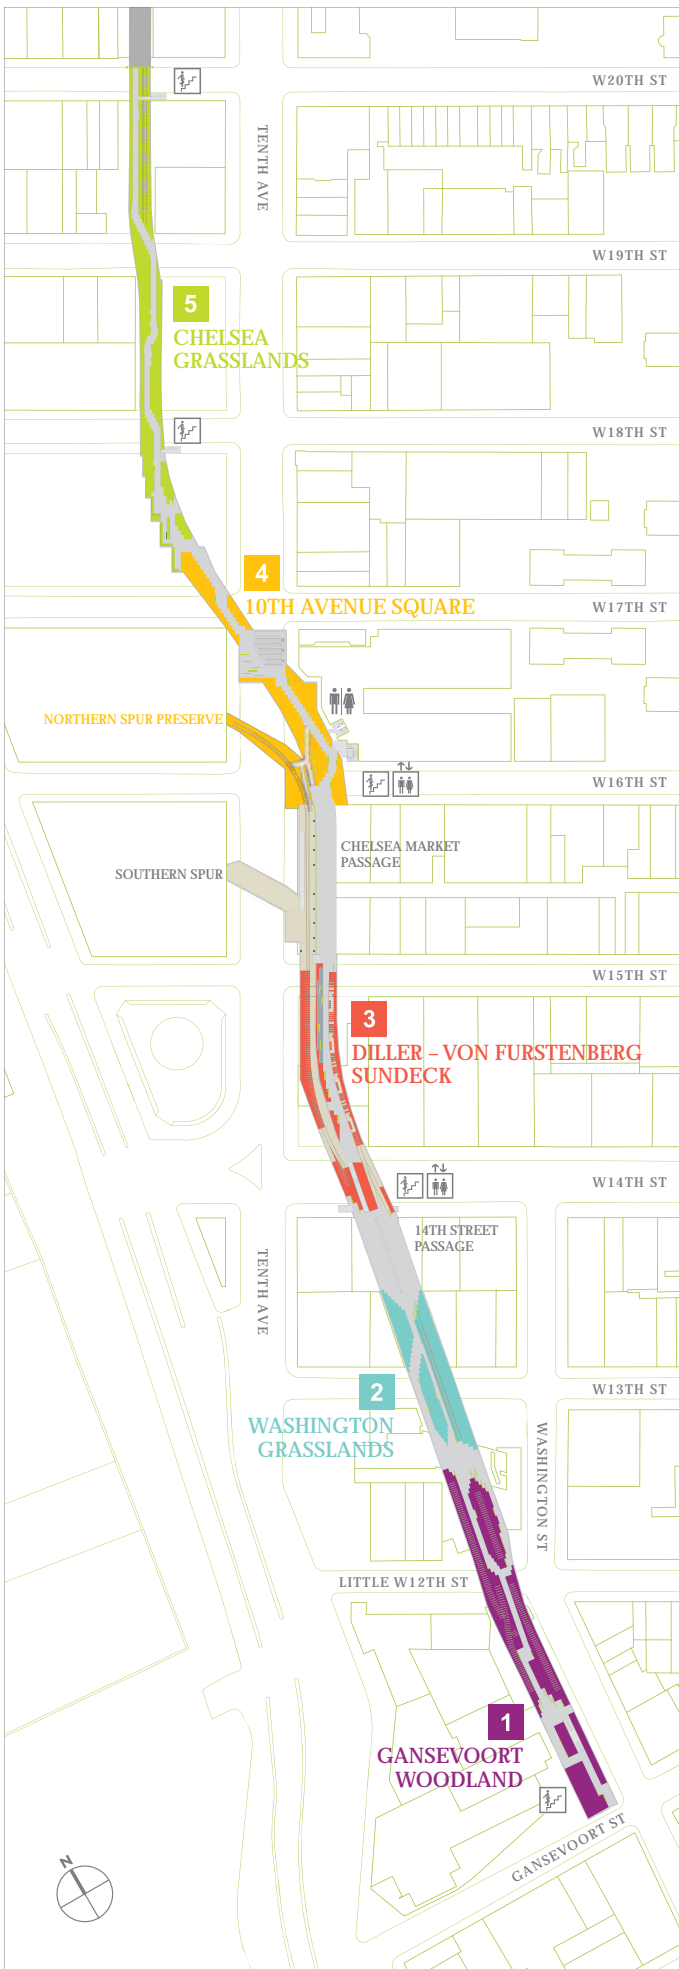 W20TH ST
TENTH AVE
W19TH ST
5
CHELSEA
GRASSLANDS
W18TH ST
4
10TH AVENUE SQUARE
W17TH ST
NORTHERN SPUR PRESERVE
W16TH ST
CHELSEA MARKET
PASSAGE
SOUTHERN SPUR
W15TH ST
3
DILLER – VON FURSTENBERG
SUNDECK
W14TH ST
14TH STREET
PASSAGE
TENTH AVE
W13TH ST
2
WASHINGTON
GRASSLANDS
WASHINGTON ST
LITTLE W12TH ST
1
GANSEVOORT
WOODLAND
GANSEVOORT ST
N